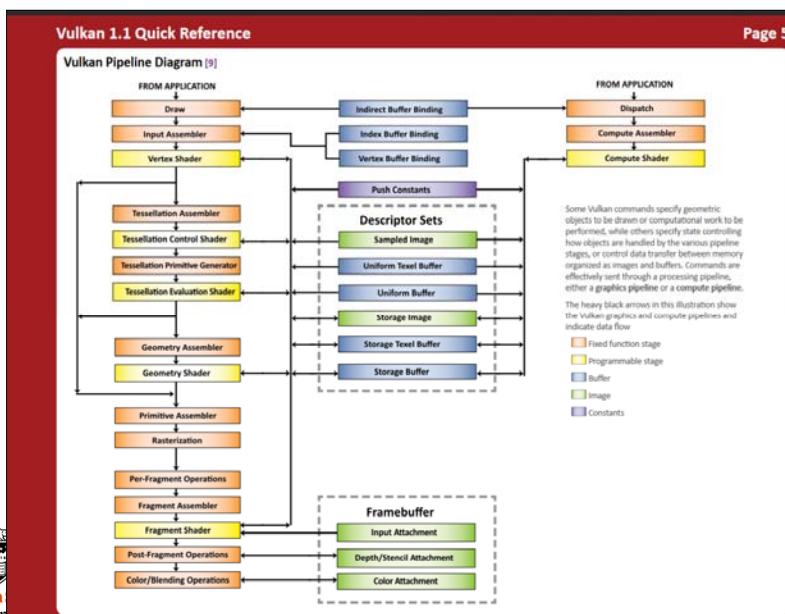 Vulkan 1.1 Quick Reference
Page 5
Vulkan Pipeline Diagram [9]
FROM APPLICATION
Draw
Input Assembler
Vertex Shader
Tessellation Assembler
Tessellation Control Shader
Tessellation Primitive Generator
Tessellation Evaluation Shader
Geometry Assembler
Geometry Shader
Primitive Assembler
Rasterization
Per-Fragment Operations
Fragment Assembler
Fragment Shader
Post-Fragment Operations
Color/Blending Operations
Indirect Buffer Binding
Index Buffer Binding
Vertex Buffer Binding
Push Constants
Descriptor Sets
Sampled Image
Uniform Texel Buffer
Uniform Buffer
Storage Image
Storage Texel Buffer
Storage Buffer
Framebuffer
Input Attachment
Depth/Stencil Attachment
Color Attachment
FROM APPLICATION
Dispatch
Compute Assembler
Compute Shader
Some Vulkan commands specify geometric
objects to be drawn or computational work to be
performed, while others specify state controlling
how objects are handled by the various pipeline
stages, or control data transfer between memory
organized as images and buffers. Commands are
effectively sent through a processing pipeline,
either a graphics pipeline or a compute pipeline.
The heavy black arrows in this illustration show
the Vulkan graphics and compute pipelines and
indicate data flow
Fixed function stage
Programmable stage
Buffer
Image
Constants